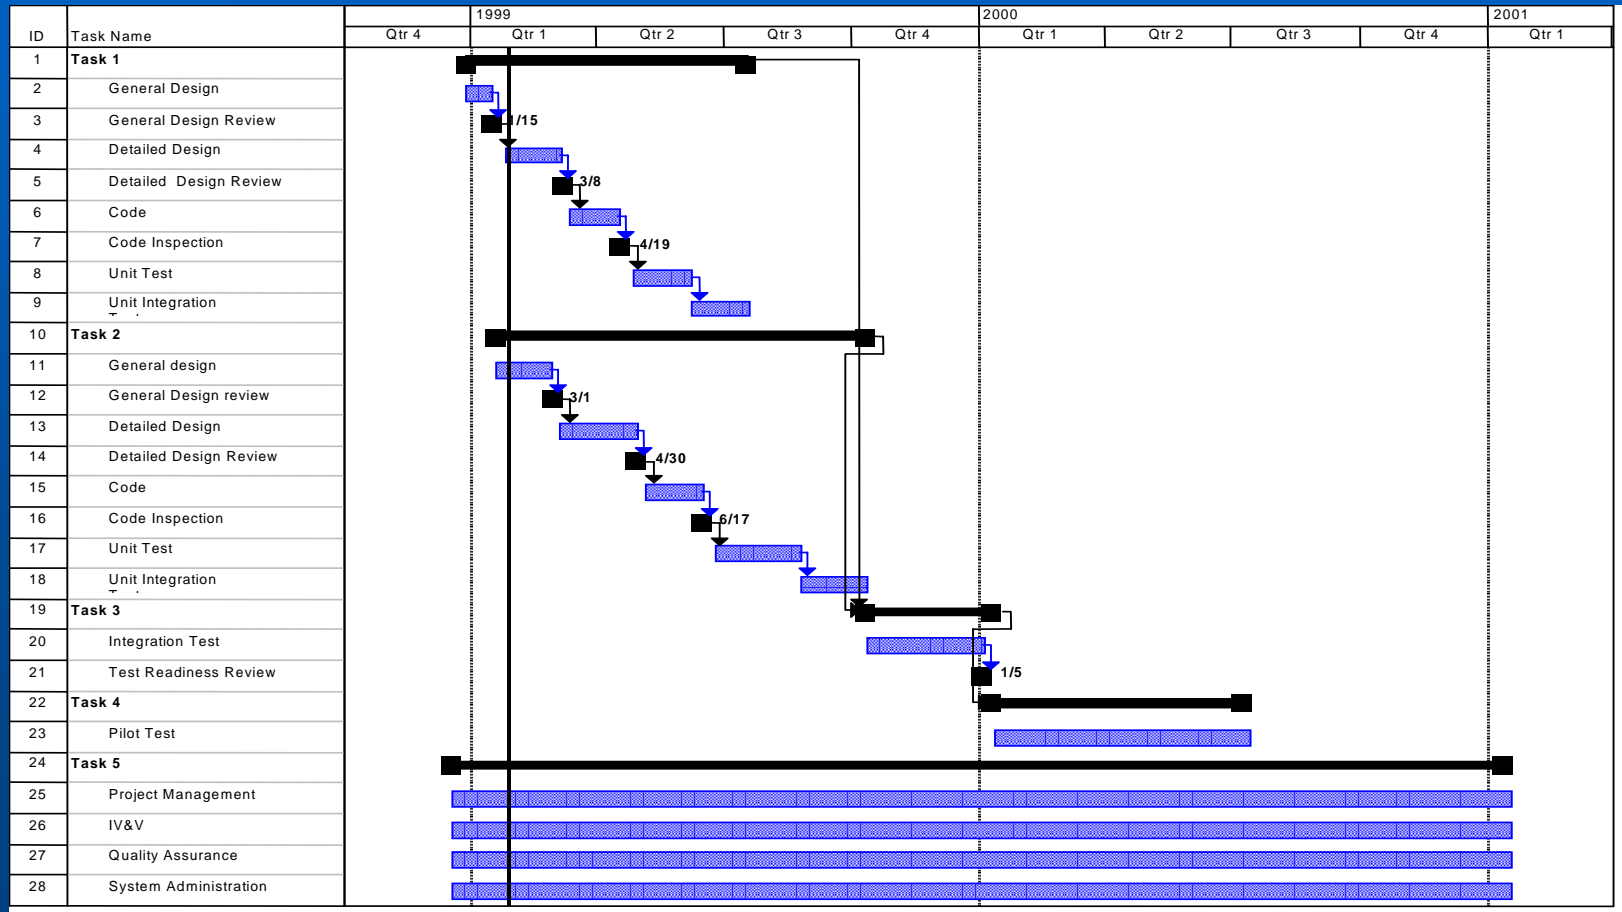 1999 2000 2001
ID Task Name Qtr 4 Qtr 1 Qtr 2 Qtr 3 Qtr 4 Qtr 1 Qtr 2 Qtr 3 Qtr 4 Qtr 1
1 Task 1
2 General Design
3 General Design Review 1/15
4 Detailed Design
5 Detailed Design Review 3/8
6 Code
7 Code Inspection 4/19
8 Unit Test
9 Unit Integration
10 Task 2
11 General design
12 General Design review 3/1
13 Detailed Design
14 Detailed Design Review 4/30
15 Code
16 Code Inspection 6/17
17 Unit Test
18 Unit Integration
19 Task 3
20 Integration Test
21 Test Readiness Review 1/5
22 Task 4
23 Pilot Test
24 Task 5
25 Project Management
26 IV&V
27 Quality Assurance
28 System Administration